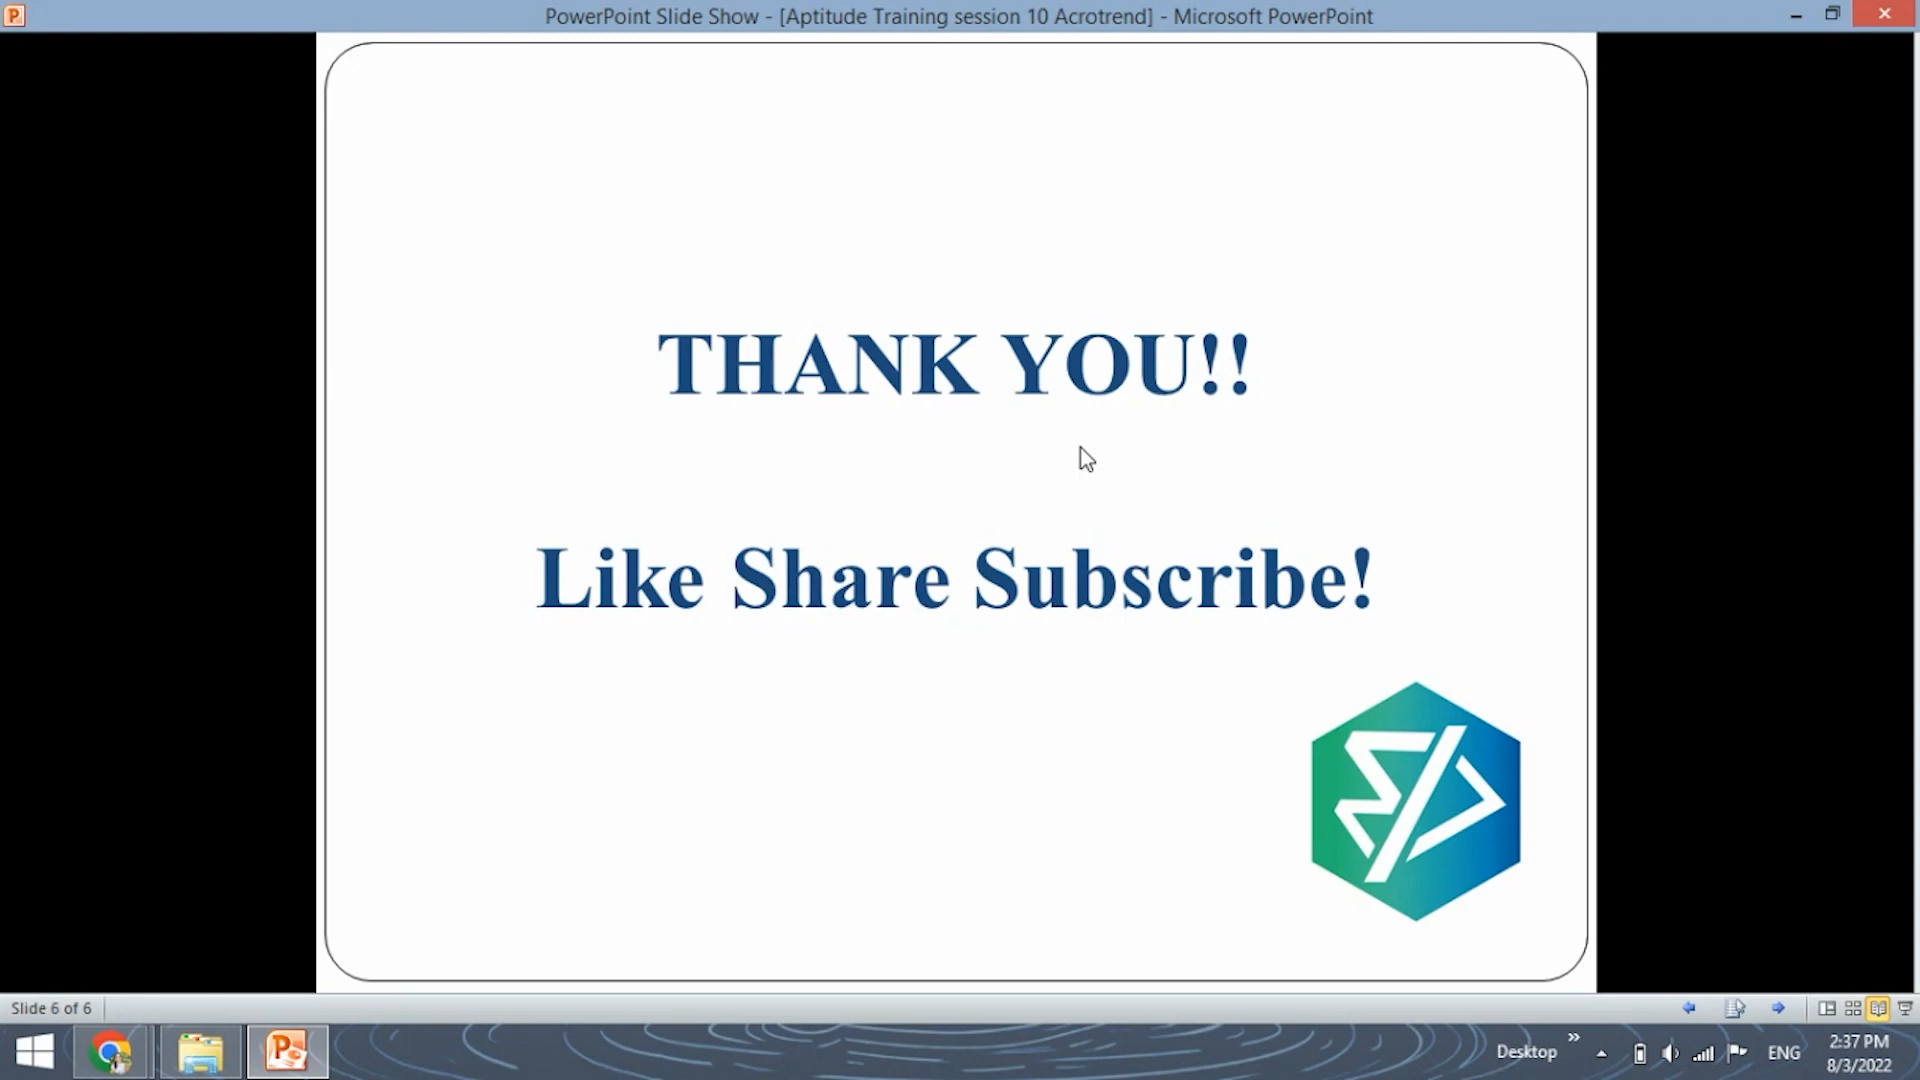 PowerPoint Slide Show - [Aptitude Training session 10 Acrotrend] - Microsoft PowerPoint
THANK YOU!!
Like Share Subscribe!
Slide 6 of 6
Desktop
ENG
2:37 PM
8/3/2022